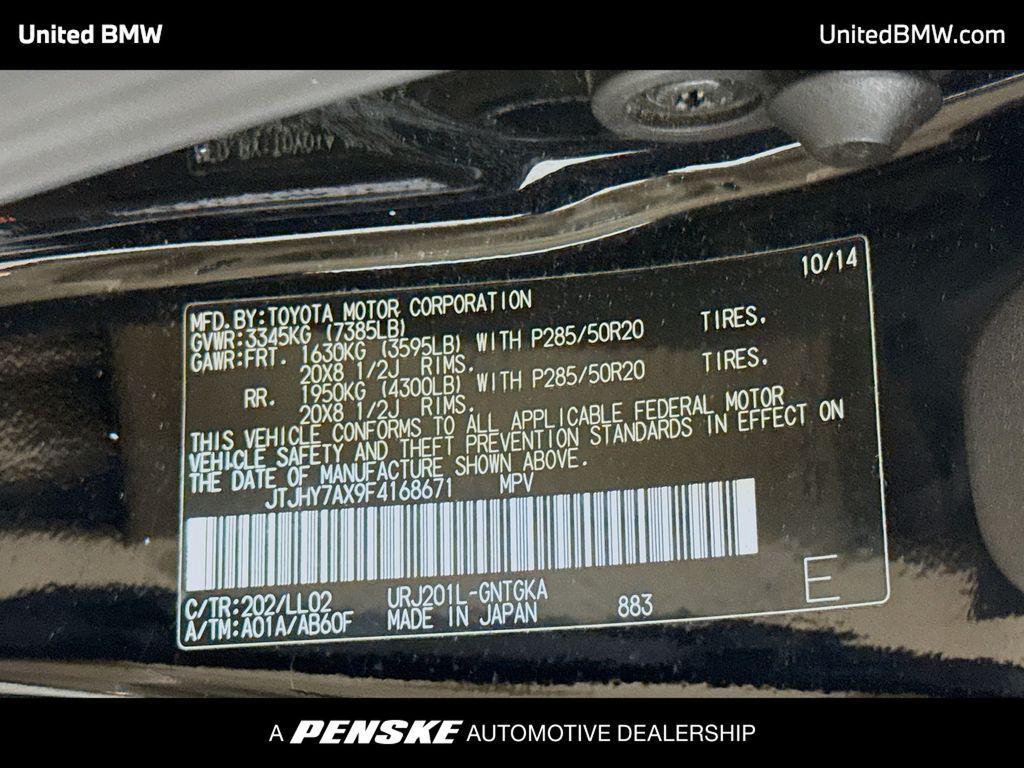 United BMW
UnitedBMW.com
10/14
MFD. BY:TOYOTA MOTOR CORPORATION
GVWR:3345KG (7385LB)
GAWR:FRT. 1630KG (3595LB) WITH P285/50R20 TIRES.
20X8 1/2J RIMS.
RR. 1950KG (4300LB) WITH P285/50R20 TIRES.
20X8 1/2J RIMS.
THIS VEHICLE CONFORMS TO ALL APPLICABLE FEDERAL MOTOR
VEHICLE SAFETY AND THEFT PREVENTION STANDARDS IN EFFECT ON
THE DATE OF MANUFACTURE SHOWN ABOVE.
JTJHY7AX9F4168671 MPV
C/TR:202/LL02 URJ201L-GNTGKA 883 E
A/TM:A01A/AB60F MADE IN JAPAN
A PENSKE AUTOMOTIVE DEALERSHIP